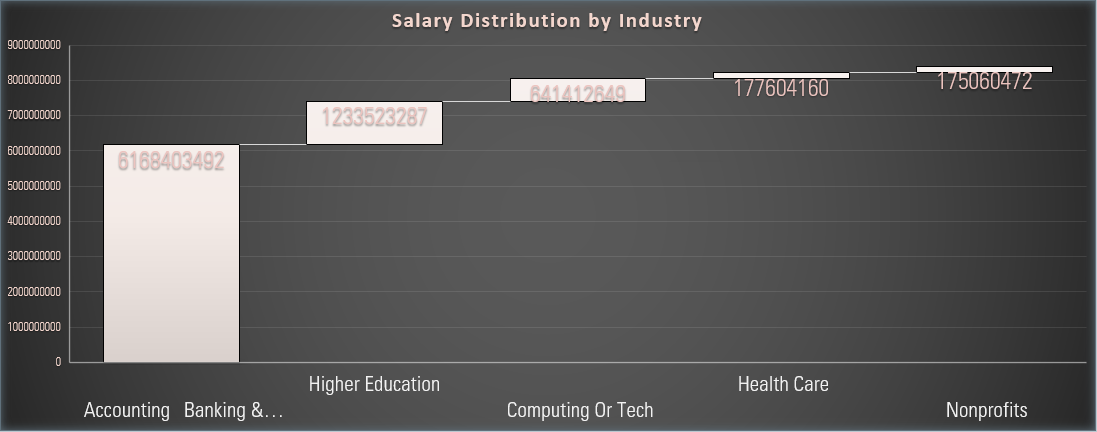 Salary Distribution by Industry
9000000000
8000000000
7000000000
6000000000
5000000000
4000000000
3000000000
2000000000
1000000000
0
6168403492
1233523287
641412649
177604160
175060472
Higher Education
Health Care
Accounting Banking &...
Computing Or Tech
Nonprofits